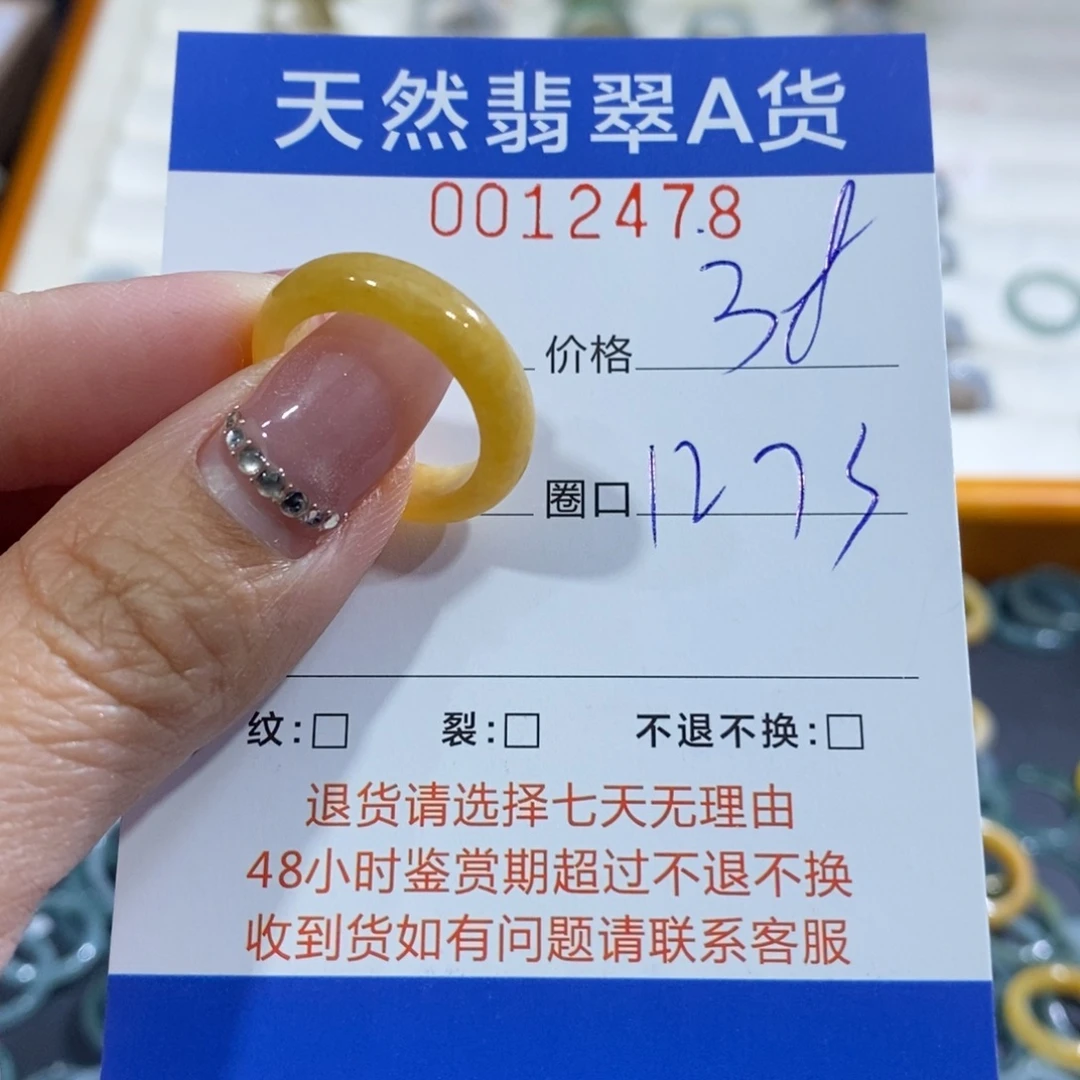 天然翡翠A货
0012478
价格 38
圈口 127
纹:□ 裂:□ 不退不换:□
退货请选择七天无理由
48小时鉴赏期超过不退不换
收到货如有问题请联系客服